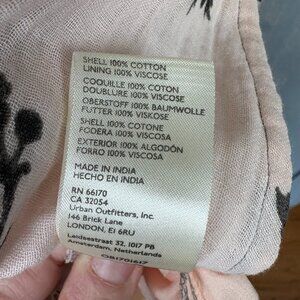 SHELL 100% COTTON
LINING 100% VISCOSE
COQUILLE 100% COTON
DOUBLURE 100% VISCOSE
OBERSTOFF 100% BAUMWOLLE
FUTTER 100% VISKOSE
SHELL 100% COTONE
FODERA 100% VISCOSA
EXTERIOR 100% ALGODÓN
FORRO 100% VISCOSA
MADE IN INDIA
HECHO EN INDIA
RN 66170
CA 32054
Urban Outfitters, Inc.
146 Brick Lane
LONDON, E1 6RU
Leidsestraat 32, 1017 PB
Amsterdam, Netherlands